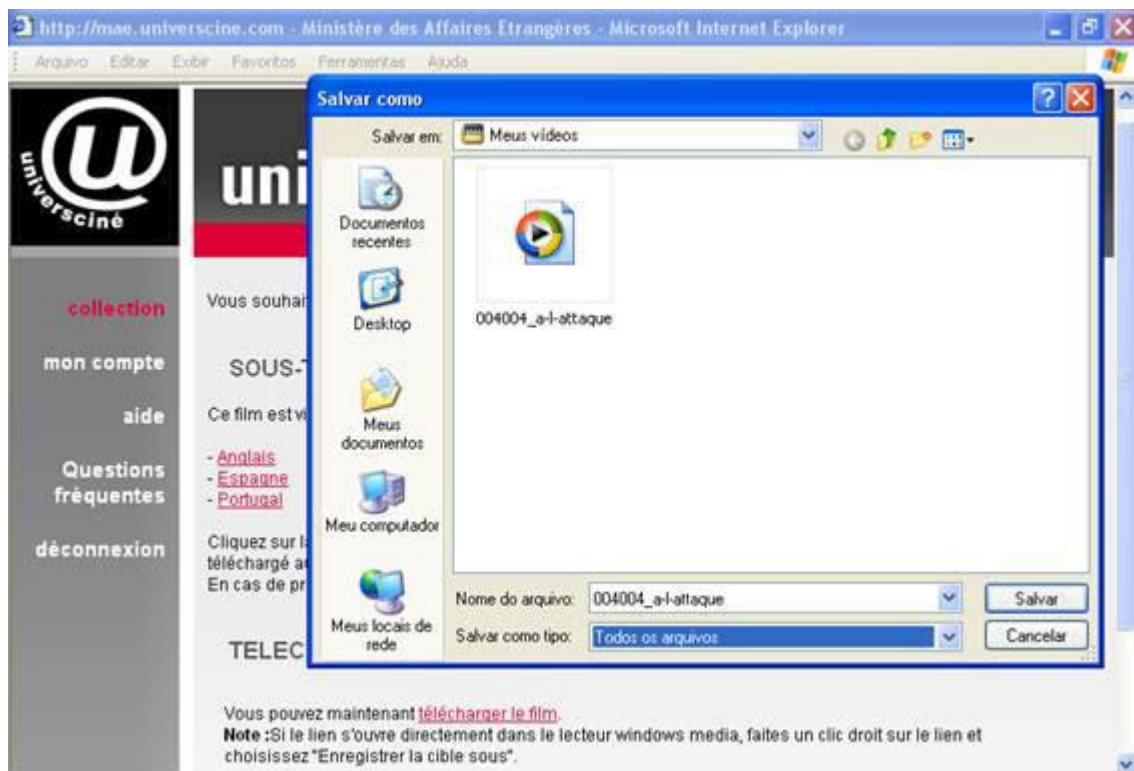 http://mae.universcine.com - Ministère des Affaires Etrangères - Microsoft Internet Explorer
Arquivo Editar Exibir Favoritos Ferramentas Ajuda
universciné
uni
collection
mon compte
aide
Questions
fréquentes
déconnexion
Vous souhai
SOUS-T
Ce film est vi
- Anglais
- Espagne
- Portugal
Cliquez sur la
téléchargé au
En cas de pr
TELEC
Vous pouvez maintenant télécharger le film.
Note :Si le lien s'ouvre directement dans le lecteur windows media, faites un clic droit sur le lien et
choisissez "Enregistrer la cible sous".
Salvar como
Salvar em: Meus vídeos
Documentos
recentes
Desktop
Meus
documentos
Meu computador
Meus locais de
rede
004004_a-l-attaque
Nome do arquivo: 004004_a-l-attaque Salvar
Salvar como tipo: Todos os arquivos Cancelar